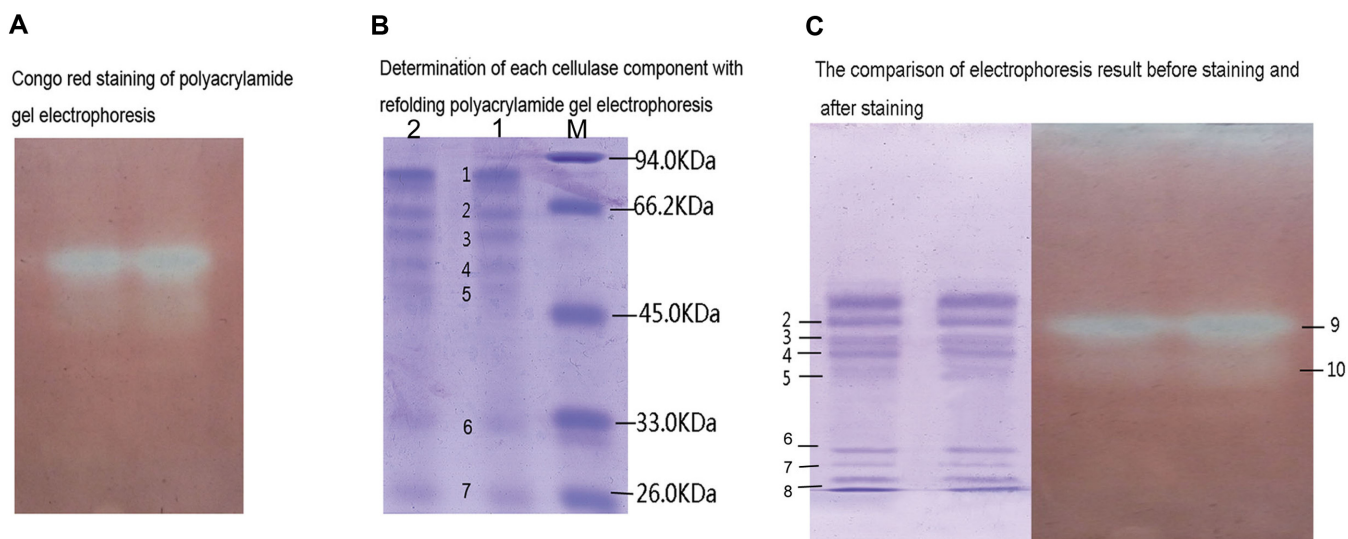 A
Congo red staining of polyacrylamide
gel electrophoresis
B
Determination of each cellulase component with
refolding polyacrylamide gel electrophoresis
2 1 M
1
2
3
4
5
6
7
94.0KDa
66.2KDa
45.0KDa
33.0KDa
26.0KDa
C
The comparison of electrophoresis result before staining and
after staining
2
3
4
5
6
7
8
9
10